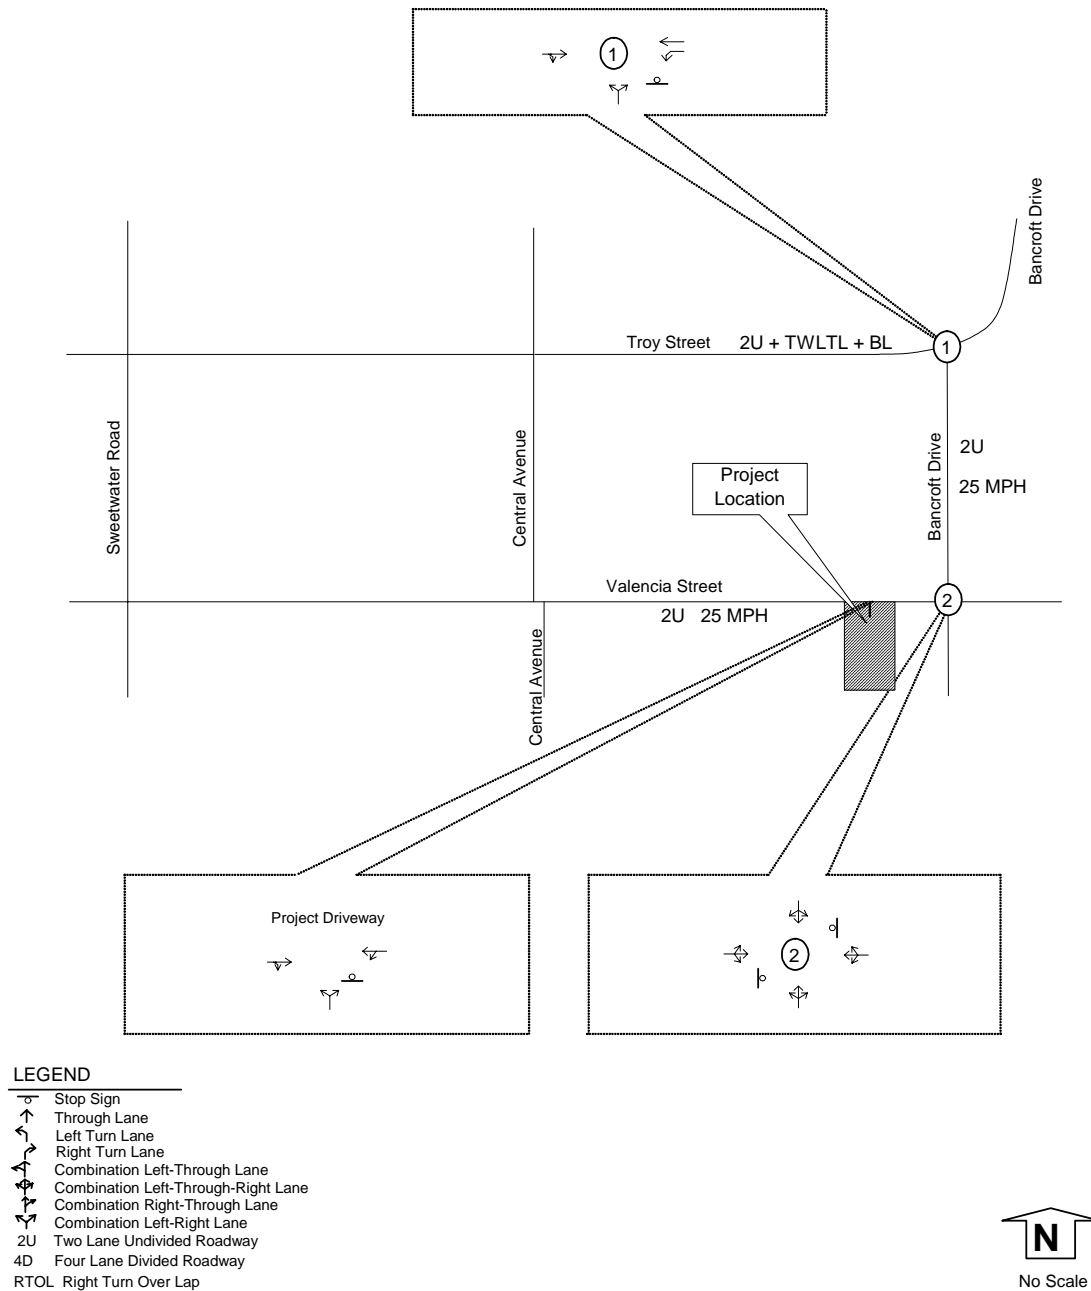 1
Bancroft Drive
Troy Street 2U + TWLTL + BL
1
Sweetwater Road
Central Avenue
Bancroft Drive
2U
25 MPH
Project
Location
Valencia Street
2U 25 MPH
2
Central Avenue
Project Driveway
2
LEGEND
Stop Sign
Through Lane
Left Turn Lane
Right Turn Lane
Combination Left-Through Lane
Combination Left-Through-Right Lane
Combination Right-Through Lane
Combination Left-Right Lane
2U Two Lane Undivided Roadway
4D Four Lane Divided Roadway
RTOL Right Turn Over Lap
N
No Scale